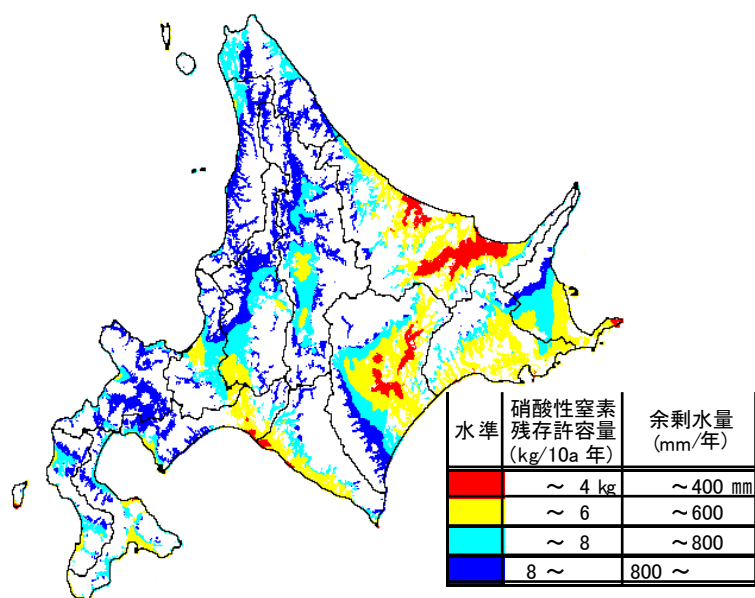 水準 硝酸性窒素残存許容量(kg/10a 年) 余剰水量(mm/年)
～ 4 kg ～400 mm
～ 6 ～600
～ 8 ～800
8 ～ 800 ～